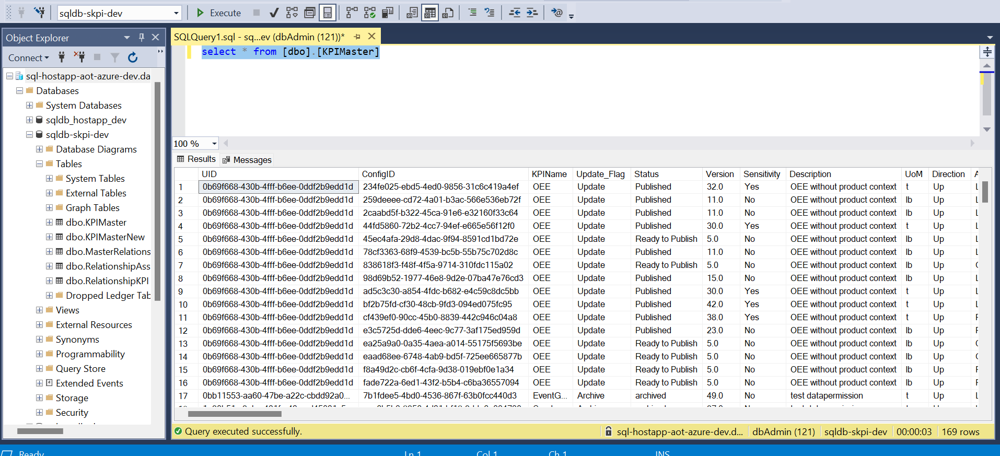 sqldb-skpi-dev Execute
Object Explorer
Connect
sql-hostapp-aot-azure-dev.da
Databases
System Databases
sqldb_hostapp_dev
sqldb-skpi-dev
Database Diagrams
Tables
System Tables
External Tables
Graph Tables
dbo.KPIMaster
dbo.KPIMasterNew
dbo.MasterRelations
dbo.RelationshipAss
dbo.RelationshipKPI
Dropped Ledger Tab
Views
External Resources
Synonyms
Programmability
Query Store
Extended Events
Storage
Security
SQLQuery1.sql - sq...ev (dbAdmin (121))*
select * from [dbo].[KPIMaster]
100 %
Results Messages
UID ConfigID KPIName Update_Flag Status Version Sensitivity Description UoM Direction A
1 0b69f668-430b-4fff-b6ee-0ddf2b9edd1d 234fe025-ebd5-4ed0-9856-31c6c419a4ef OEE Update Published 32.0 Yes OEE without product context t Up L
2 0b69f668-430b-4fff-b6ee-0ddf2b9edd1d 259deeee-cd72-4a01-b3ac-566e536eb72f OEE Update Published 11.0 No OEE without product context lb Up L
3 0b69f668-430b-4fff-b6ee-0ddf2b9edd1d 2caabd5f-b322-45ca-91e6-e32160f33c64 OEE Update Published 11.0 No OEE without product context lb Up L
4 0b69f668-430b-4fff-b6ee-0ddf2b9edd1d 44fd5860-72b2-4cc7-94ef-e665e56f12f0 OEE Update Published 30.0 Yes OEE without product context t Up L
5 0b69f668-430b-4fff-b6ee-0ddf2b9edd1d 45ec4afa-29d8-4dac-9f94-8591cd1bd72e OEE Update Ready to Publish 5.0 No OEE without product context lb Up L
6 0b69f668-430b-4fff-b6ee-0ddf2b9edd1d 78cf3363-68f9-4539-bc5b-55b75c702d8c OEE Update Published 11.0 No OEE without product context lb Up L
7 0b69f668-430b-4fff-b6ee-0ddf2b9edd1d 838618f3-f48f-4f5a-9714-310fdc115a02 OEE Update Ready to Publish 5.0 No OEE without product context lb Up
8 0b69f668-430b-4fff-b6ee-0ddf2b9edd1d 98d69b52-1977-46e8-9d2e-07ba47e76cd3 OEE Update Published 15.0 No OEE without product context lb Up L
9 0b69f668-430b-4fff-b6ee-0ddf2b9edd1d ad5c3c30-a854-4fdc-b682-e4c59c8dc5bb OEE Update Published 30.0 Yes OEE without product context t Up L
10 0b69f668-430b-4fff-b6ee-0ddf2b9edd1d bf2b75fd-cf30-48cb-9fd3-094ed075fc95 OEE Update Published 42.0 Yes OEE without product context t Up L
11 0b69f668-430b-4fff-b6ee-0ddf2b9edd1d cf439ef0-90cc-45b0-8839-442c946c04a8 OEE Update Published 38.0 Yes OEE without product context t Up
12 0b69f668-430b-4fff-b6ee-0ddf2b9edd1d e3c5725d-dde6-4eec-9c77-3af175ed959d OEE Update Published 23.0 No OEE without product context lb Up
13 0b69f668-430b-4fff-b6ee-0ddf2b9edd1d ea25a9a0-0a35-4aea-a014-55175f5693be OEE Update Ready to Publish 5.0 No OEE without product context lb Up
14 0b69f668-430b-4fff-b6ee-0ddf2b9edd1d eaad68ee-6748-4ab9-bd5f-725ee665877b OEE Update Ready to Publish 5.0 No OEE without product context lb Up
15 0b69f668-430b-4fff-b6ee-0ddf2b9edd1d f8a49d2c-cb6f-4cfa-9d38-019ebf0e1a34 OEE Update Ready to Publish 5.0 No OEE without product context lb Up
16 0b69f668-430b-4fff-b6ee-0ddf2b9edd1d fade722a-6ed1-43f2-b5b4-c6ba36557094 OEE Update Ready to Publish 5.0 No OEE without product context lb Up
17 0bb11553-aa60-47be-a22c-cbdd92a0... 7b1fdee5-4bd0-4536-867f-63b0fcc440d3 EventG... Archive archived 49.0 No test datapermission t Up L
Query executed successfully. sql-hostapp-aot-azure-dev.d... dbAdmin (121) sqldb-skpi-dev 00:00:03 169 rows
Ready Ln 1 Col 1 Ch 1 INS